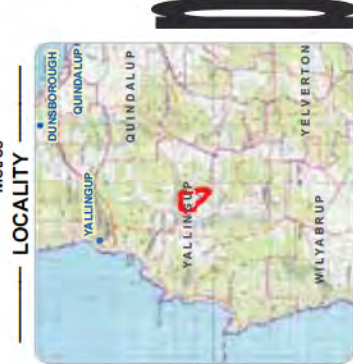 LOCALITY
DUNSBOROUGH
QUINDALUP
YALLINGUP
QUINDALUP
YALLINGUP
YELVERTON
WILYABRUP